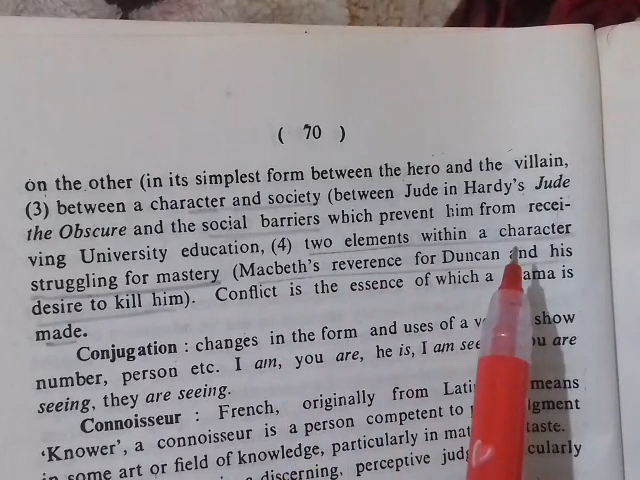 ( 70 )
on the other (in its simplest form between the hero and the villain,
(3) between a character and society (between Jude in Hardy's Jude
the Obscure and the social barriers which prevent him from recei-
ving University education, (4) two elements within a character
struggling for mastery (Macbeth's reverence for Duncan and his
desire to kill him). Conflict is the essence of which a ama is
made.
Conjugation : changes in the form and uses of a v show
number, person etc. I am, you are, he is, I am see ou are
seeing, they are seeing.
Connoisseur : French, originally from Lati means
'Knower', a connoisseur is a person competent to lgment
in some art or field of knowledge, particularly in mat taste.
discerning, perceptive judg cularly